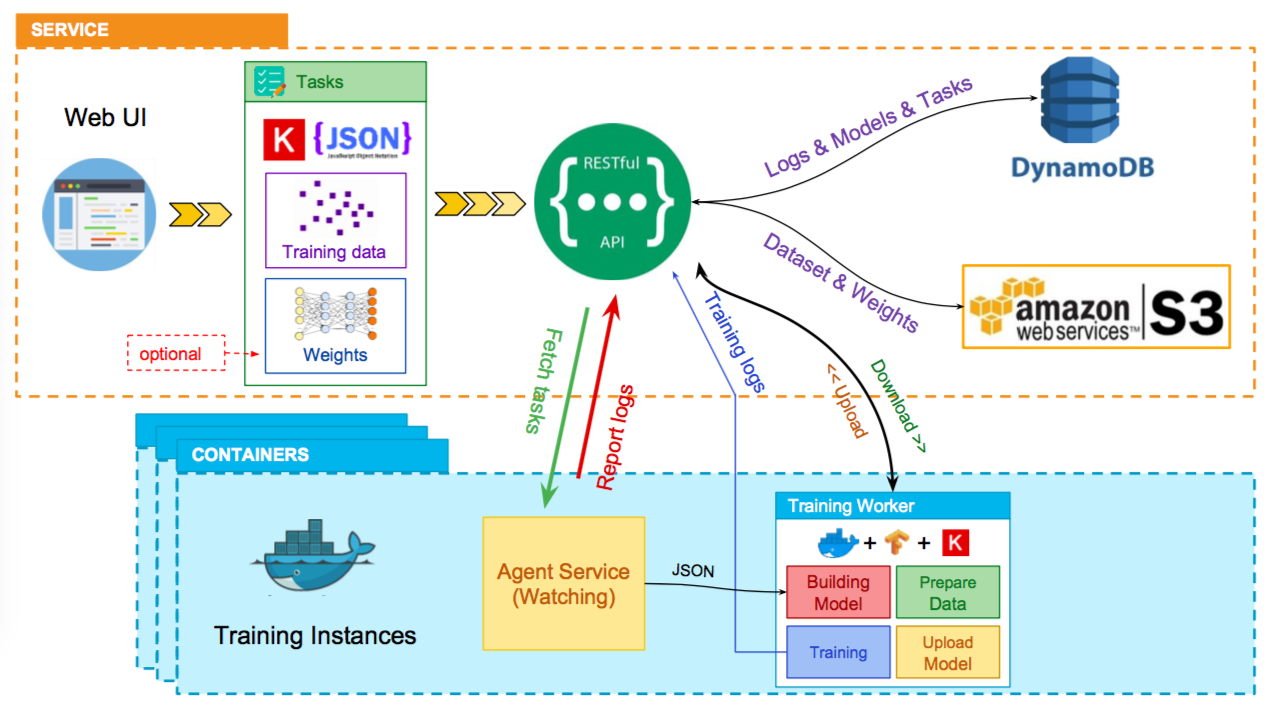 SERVICE
Web UI
Tasks
K
{JSON}
JavaScript Object Notation
Training data
Weights
optional
RESTful
API
Logs & Models & Tasks
DynamoDB
Dataset & Weights
amazon
web services™
S3
Fetch tasks
Report logs
Training logs
<< Upload
Download >>
CONTAINERS
Training Instances
Agent Service
(Watching)
JSON
Training Worker
+ + K
Building
Model
Prepare
Data
Training
Upload
Model